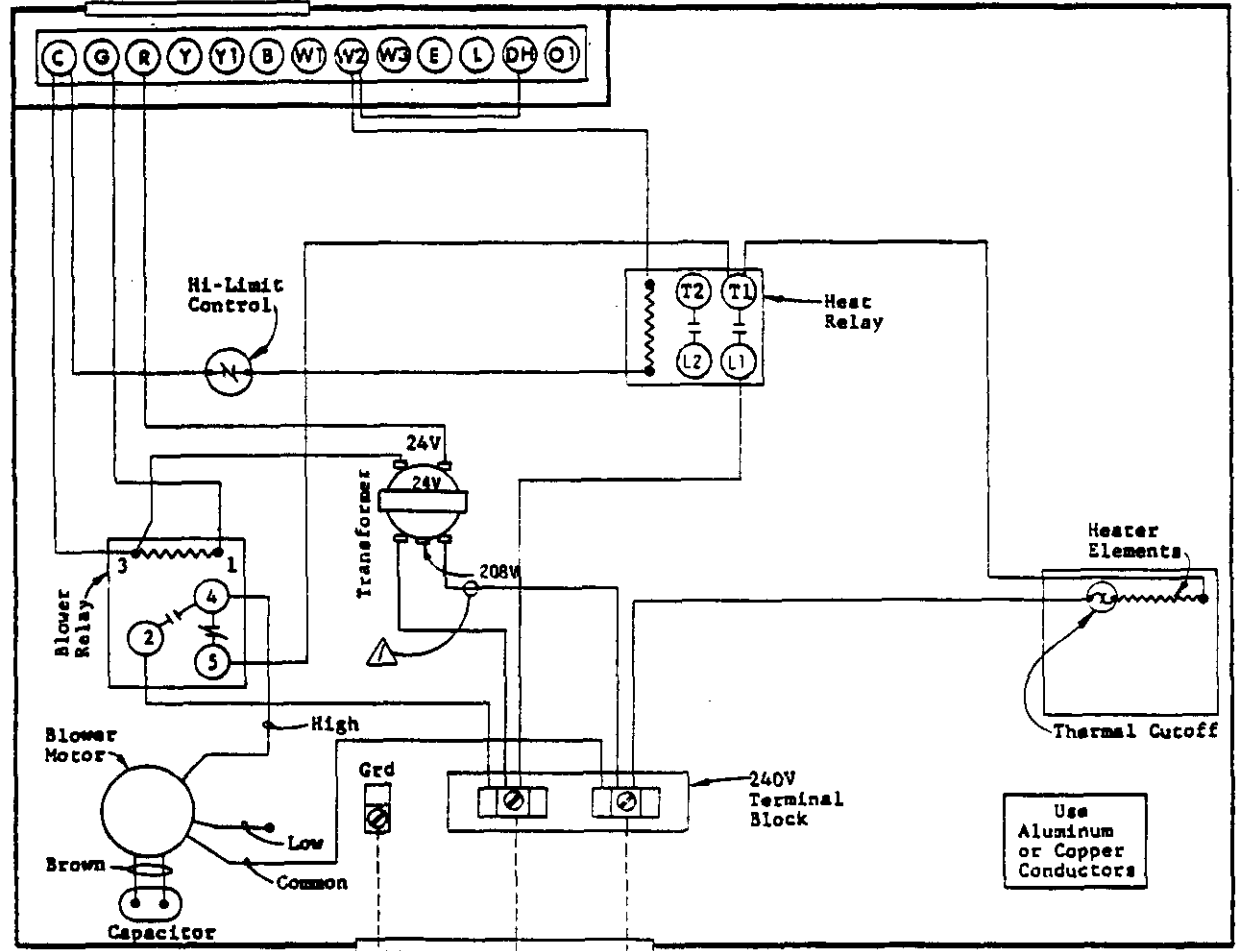 C G R Y Y1 B W1 W2 W3 E L DH O1
Hi-Limit
Control
T2 T1
L2 L1
Heat
Relay
24V
24V
Transformer
208V
3
1
4
2
5
Blower
Relay
Heater
Elements
Thermal Cutoff
High
Blower
Motor
Grd
240V
Terminal
Block
Low
Common
Brown
Capacitor
Use
Aluminum
or Copper
Conductors